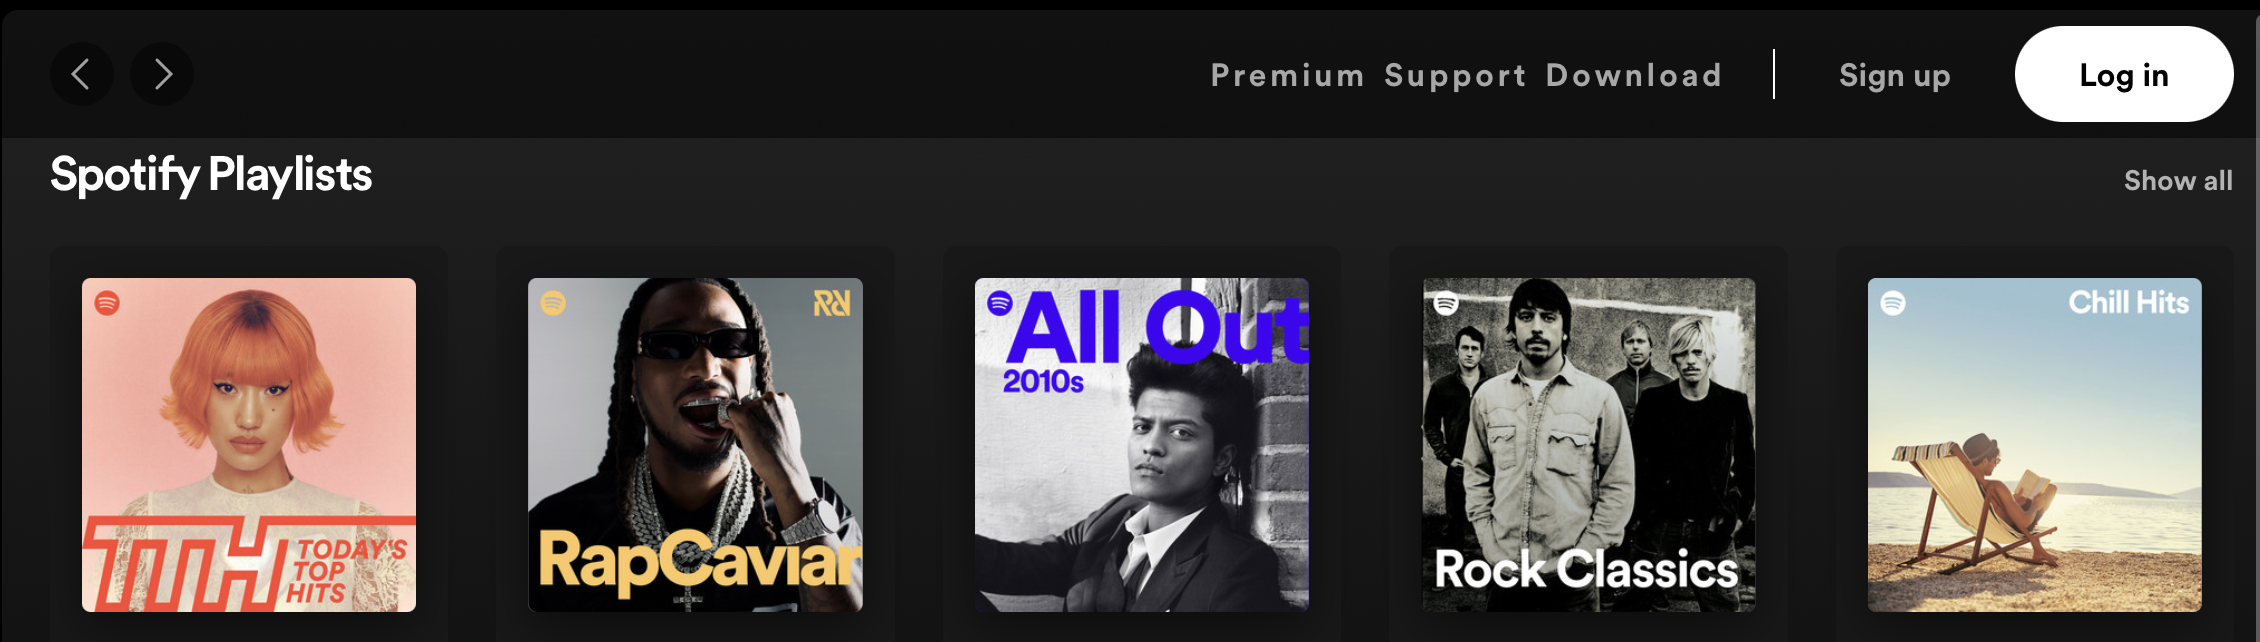 Premium Support Download Sign up Log in
Spotify Playlists
Show all
TTH
TODAY'S
TOP
HITS
RapCaviar
All Out
2010s
Rock Classics
Chill Hits